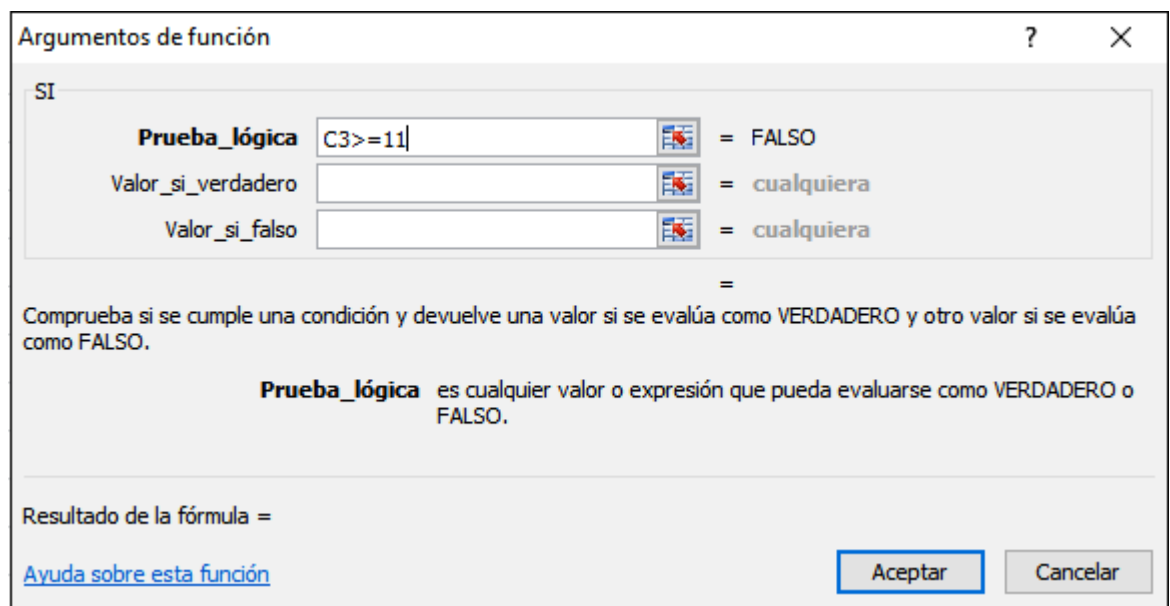 Argumentos de función ? ×
SI
Prueba_lógica C3>=11 = FALSO
Valor_si_verdadero = cualquiera
Valor_si_falso = cualquiera
=
Comprueba si se cumple una condición y devuelve una valor si se evalúa como VERDADERO y otro valor si se evalúa
como FALSO.
Prueba_lógica es cualquier valor o expresión que pueda evaluarse como VERDADERO o
FALSO.
Resultado de la fórmula =
Ayuda sobre esta función Aceptar Cancelar